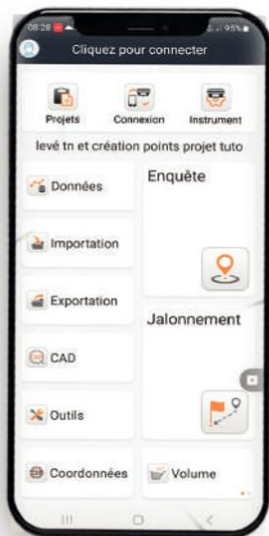 08:28 95%
Cliquez pour connecter
Projets Connexion Instrument
levé tn et création points projet tuto
Données
Enquête
Importation
Exportation
Jalonnement
CAD
Outils
Coordonnées
Volume